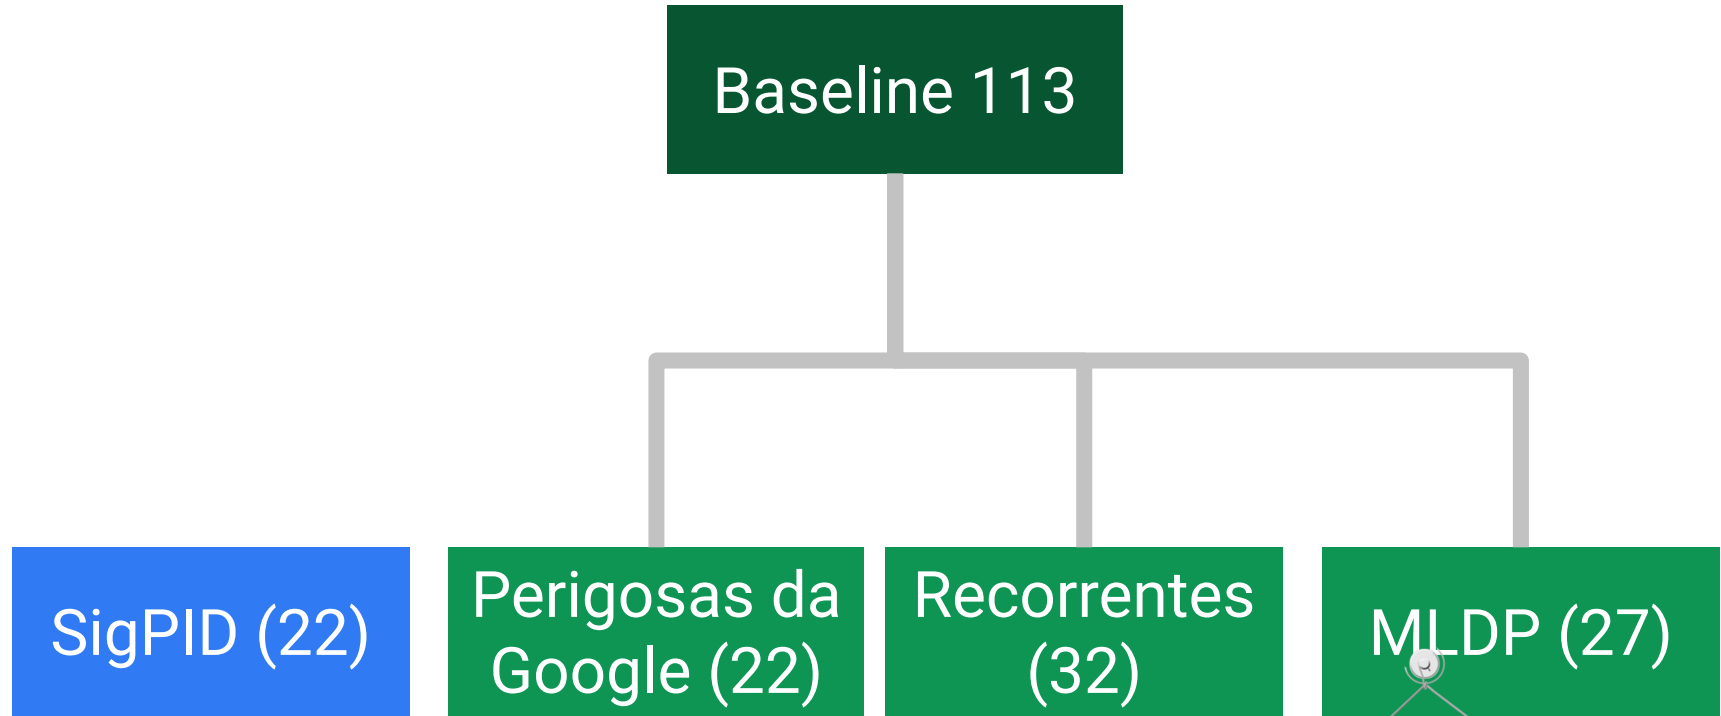 Baseline 113
SigPID (22)
Perigosas da
Google (22)
Recorrentes
(32)
MLDP (27)